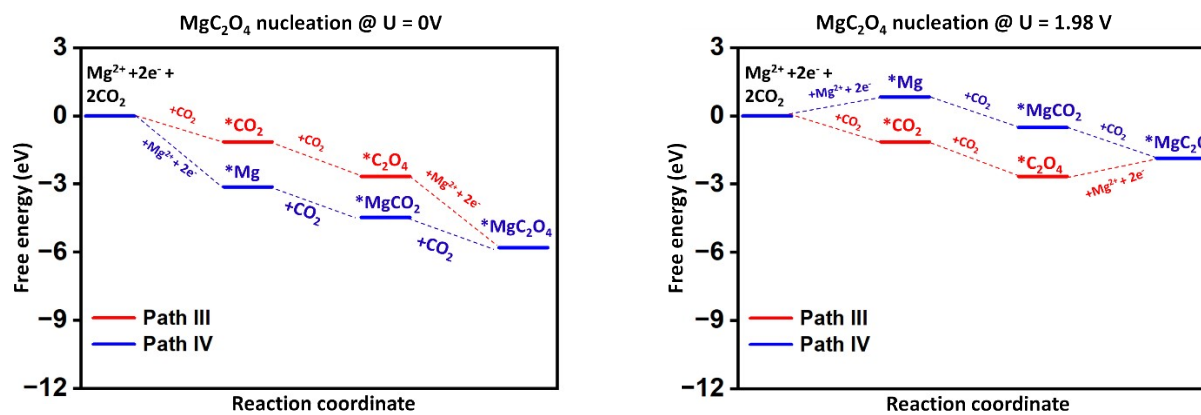 MgC₂O₄ nucleation @ U = 0V
3
0
−3
−6
−9
−12
Free energy (eV)
Mg²⁺ +2e⁻ +
2CO₂
+CO₂
*CO₂
+CO₂
*C₂O₄
+Mg²⁺ + 2e⁻
+Mg²⁺ + 2e⁻
*Mg
+CO₂
*MgCO₂
+CO₂
*MgC₂O₄
Path III
Path IV
Reaction coordinate
MgC₂O₄ nucleation @ U = 1.98 V
3
0
−3
−6
−9
−12
Free energy (eV)
Mg²⁺ +2e⁻ +
2CO₂
+Mg²⁺ + 2e⁻
*Mg
+CO₂
*MgCO₂
+CO₂
*MgC₂O
+CO₂
*CO₂
+CO₂
*C₂O₄
+Mg²⁺ + 2e⁻
Path III
Path IV
Reaction coordinate